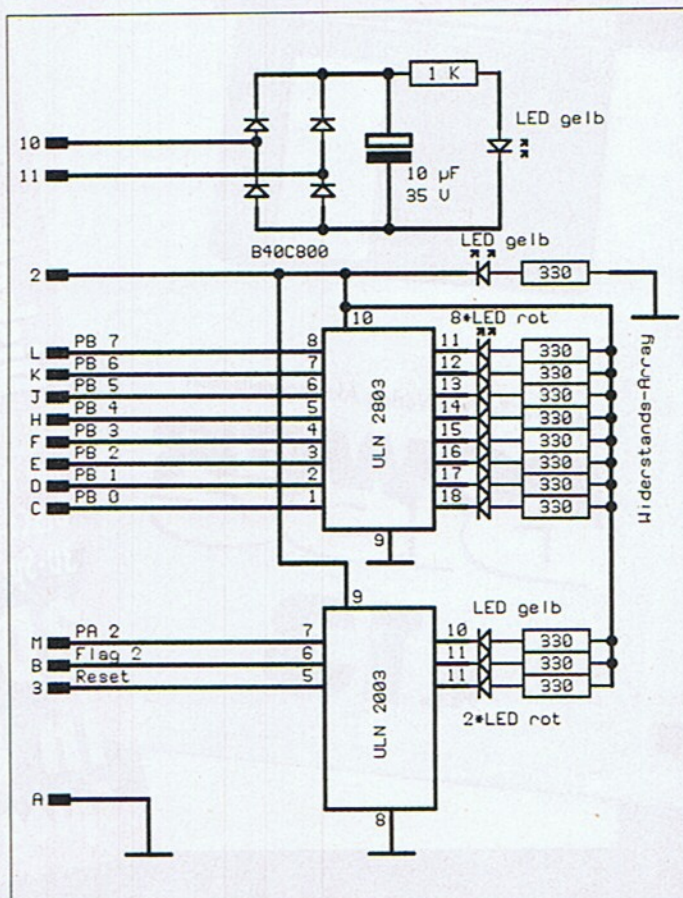 1 K
LED gelb
10
11
10 µF
35 V
B40C800
LED gelb
2
330
10
8*LED rot
L PB 7 8 11 330
K PB 6 7 12 330
J PB 5 6 13 330
H PB 4 5 14 330
F PB 3 4 15 330
E PB 2 3 16 330
D PB 1 2 17 330
C PB 0 1 18 330
ULN 2803
Widerstands-Array
9
9
LED gelb
M PA 2 7 10 330
B Flag 2 6 11 330
3 Reset 5 11 330
ULN 2003
2*LED rot
A
8